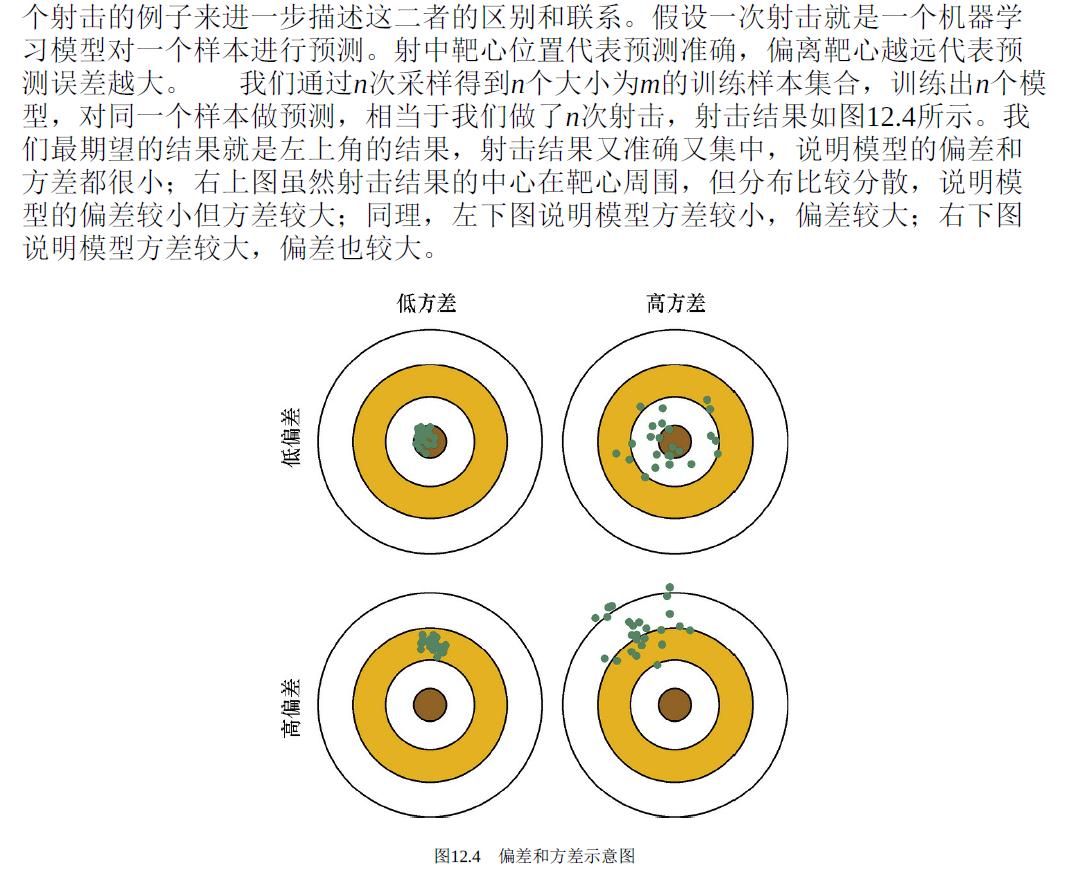 个射击的例子来进一步描述这二者的区别和联系。假设一次射击就是一个机器学
习模型对一个样本进行预测。射中靶心位置代表预测准确，偏离靶心越远代表预
测误差越大。 我们通过n次采样得到n个大小为m的训练样本集合，训练出n个模
型，对同一个样本做预测，相当于我们做了n次射击，射击结果如图12.4所示。我
们最期望的结果就是左上角的结果，射击结果又准确又集中，说明模型的偏差和
方差都很小；右上图虽然射击结果的中心在靶心周围，但分布比较分散，说明模
型的偏差较小但方差较大；同理，左下图说明模型方差较小，偏差较大；右下图
说明模型方差较大，偏差也较大。
低方差
高方差
低偏差
高偏差
图12.4 偏差和方差示意图